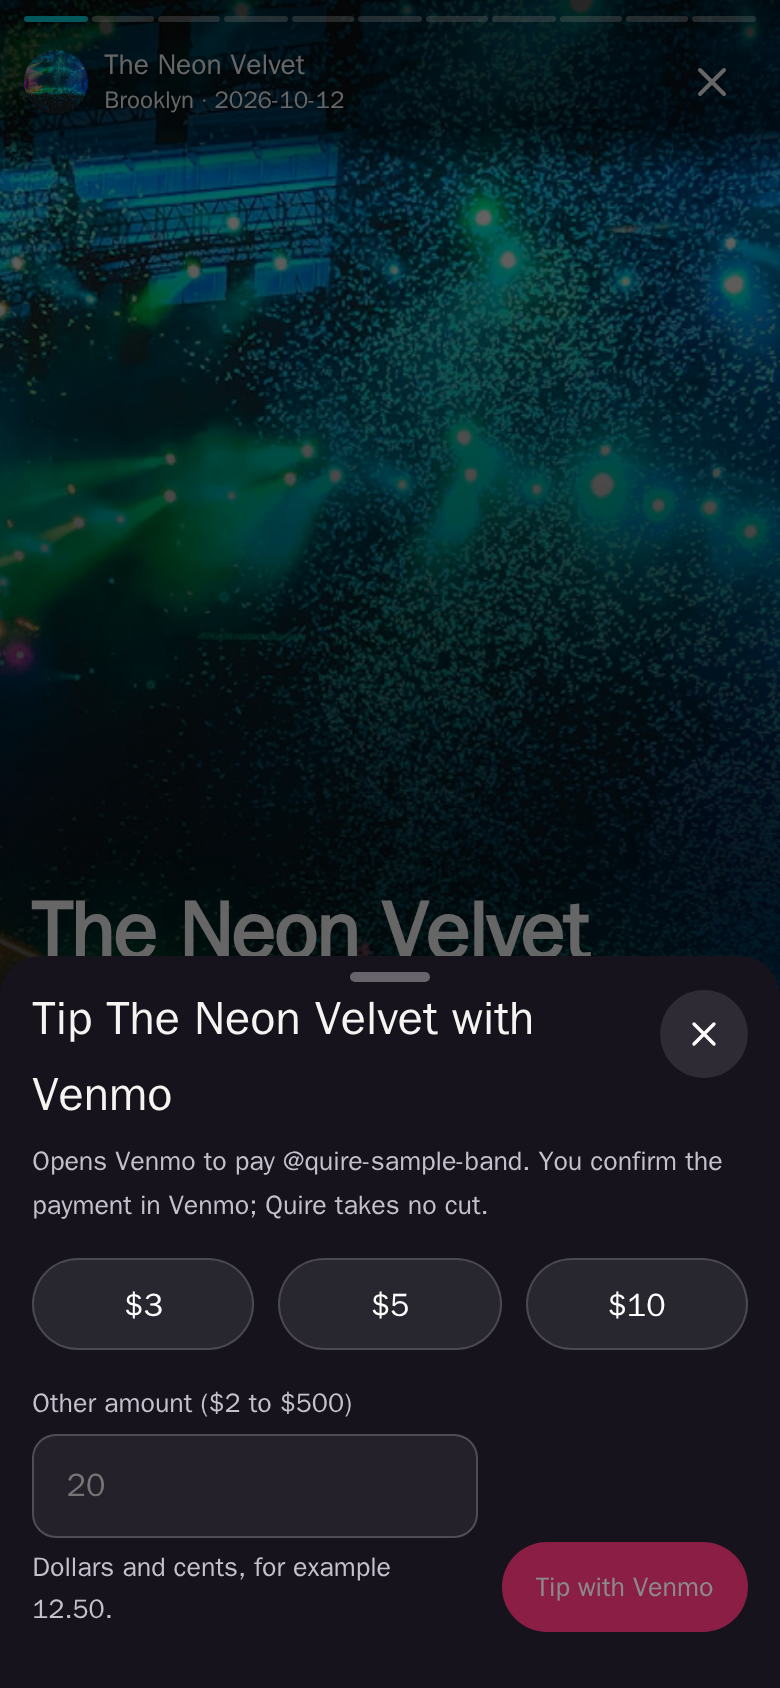 The Neon Velvet
Brooklyn · 2026-10-12
The Neon Velvet
Tip The Neon Velvet with
Venmo
Opens Venmo to pay @quire-sample-band. You confirm the
payment in Venmo; Quire takes no cut.
$3
$5
$10
Other amount ($2 to $500)
20
Dollars and cents, for example
12.50.
Tip with Venmo